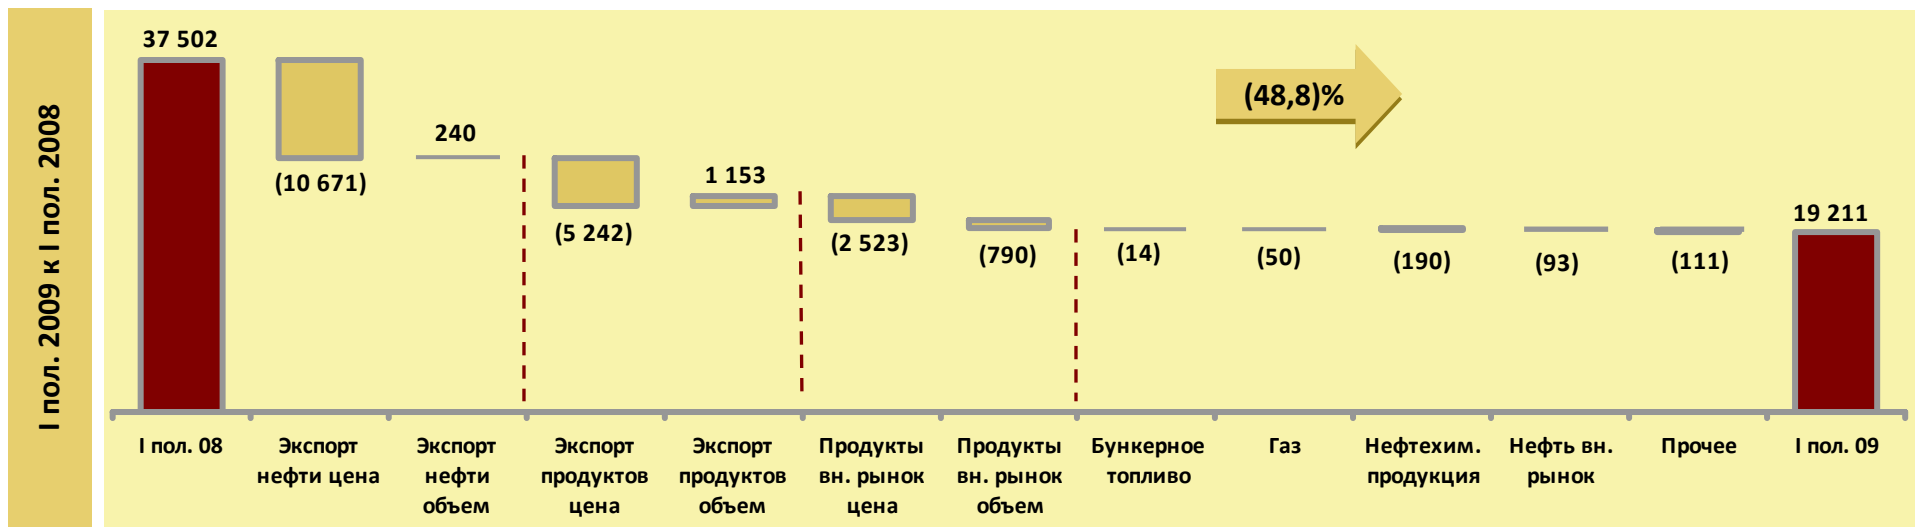 I пол. 2009 к I пол. 2008
37 502
(10 671)
240
(5 242)
1 153
(2 523)
(790)
(14)
(50)
(190)
(93)
(111)
19 211
(48,8)%
I пол. 08
Экспорт
нефти цена
Экспорт
нефти
объем
Экспорт
продуктов
цена
Экспорт
продуктов
объем
Продукты
вн. рынок
цена
Продукты
вн. рынок
объем
Бункерное
топливо
Газ
Нефтехим.
продукция
Нефть вн.
рынок
Прочее
I пол. 09